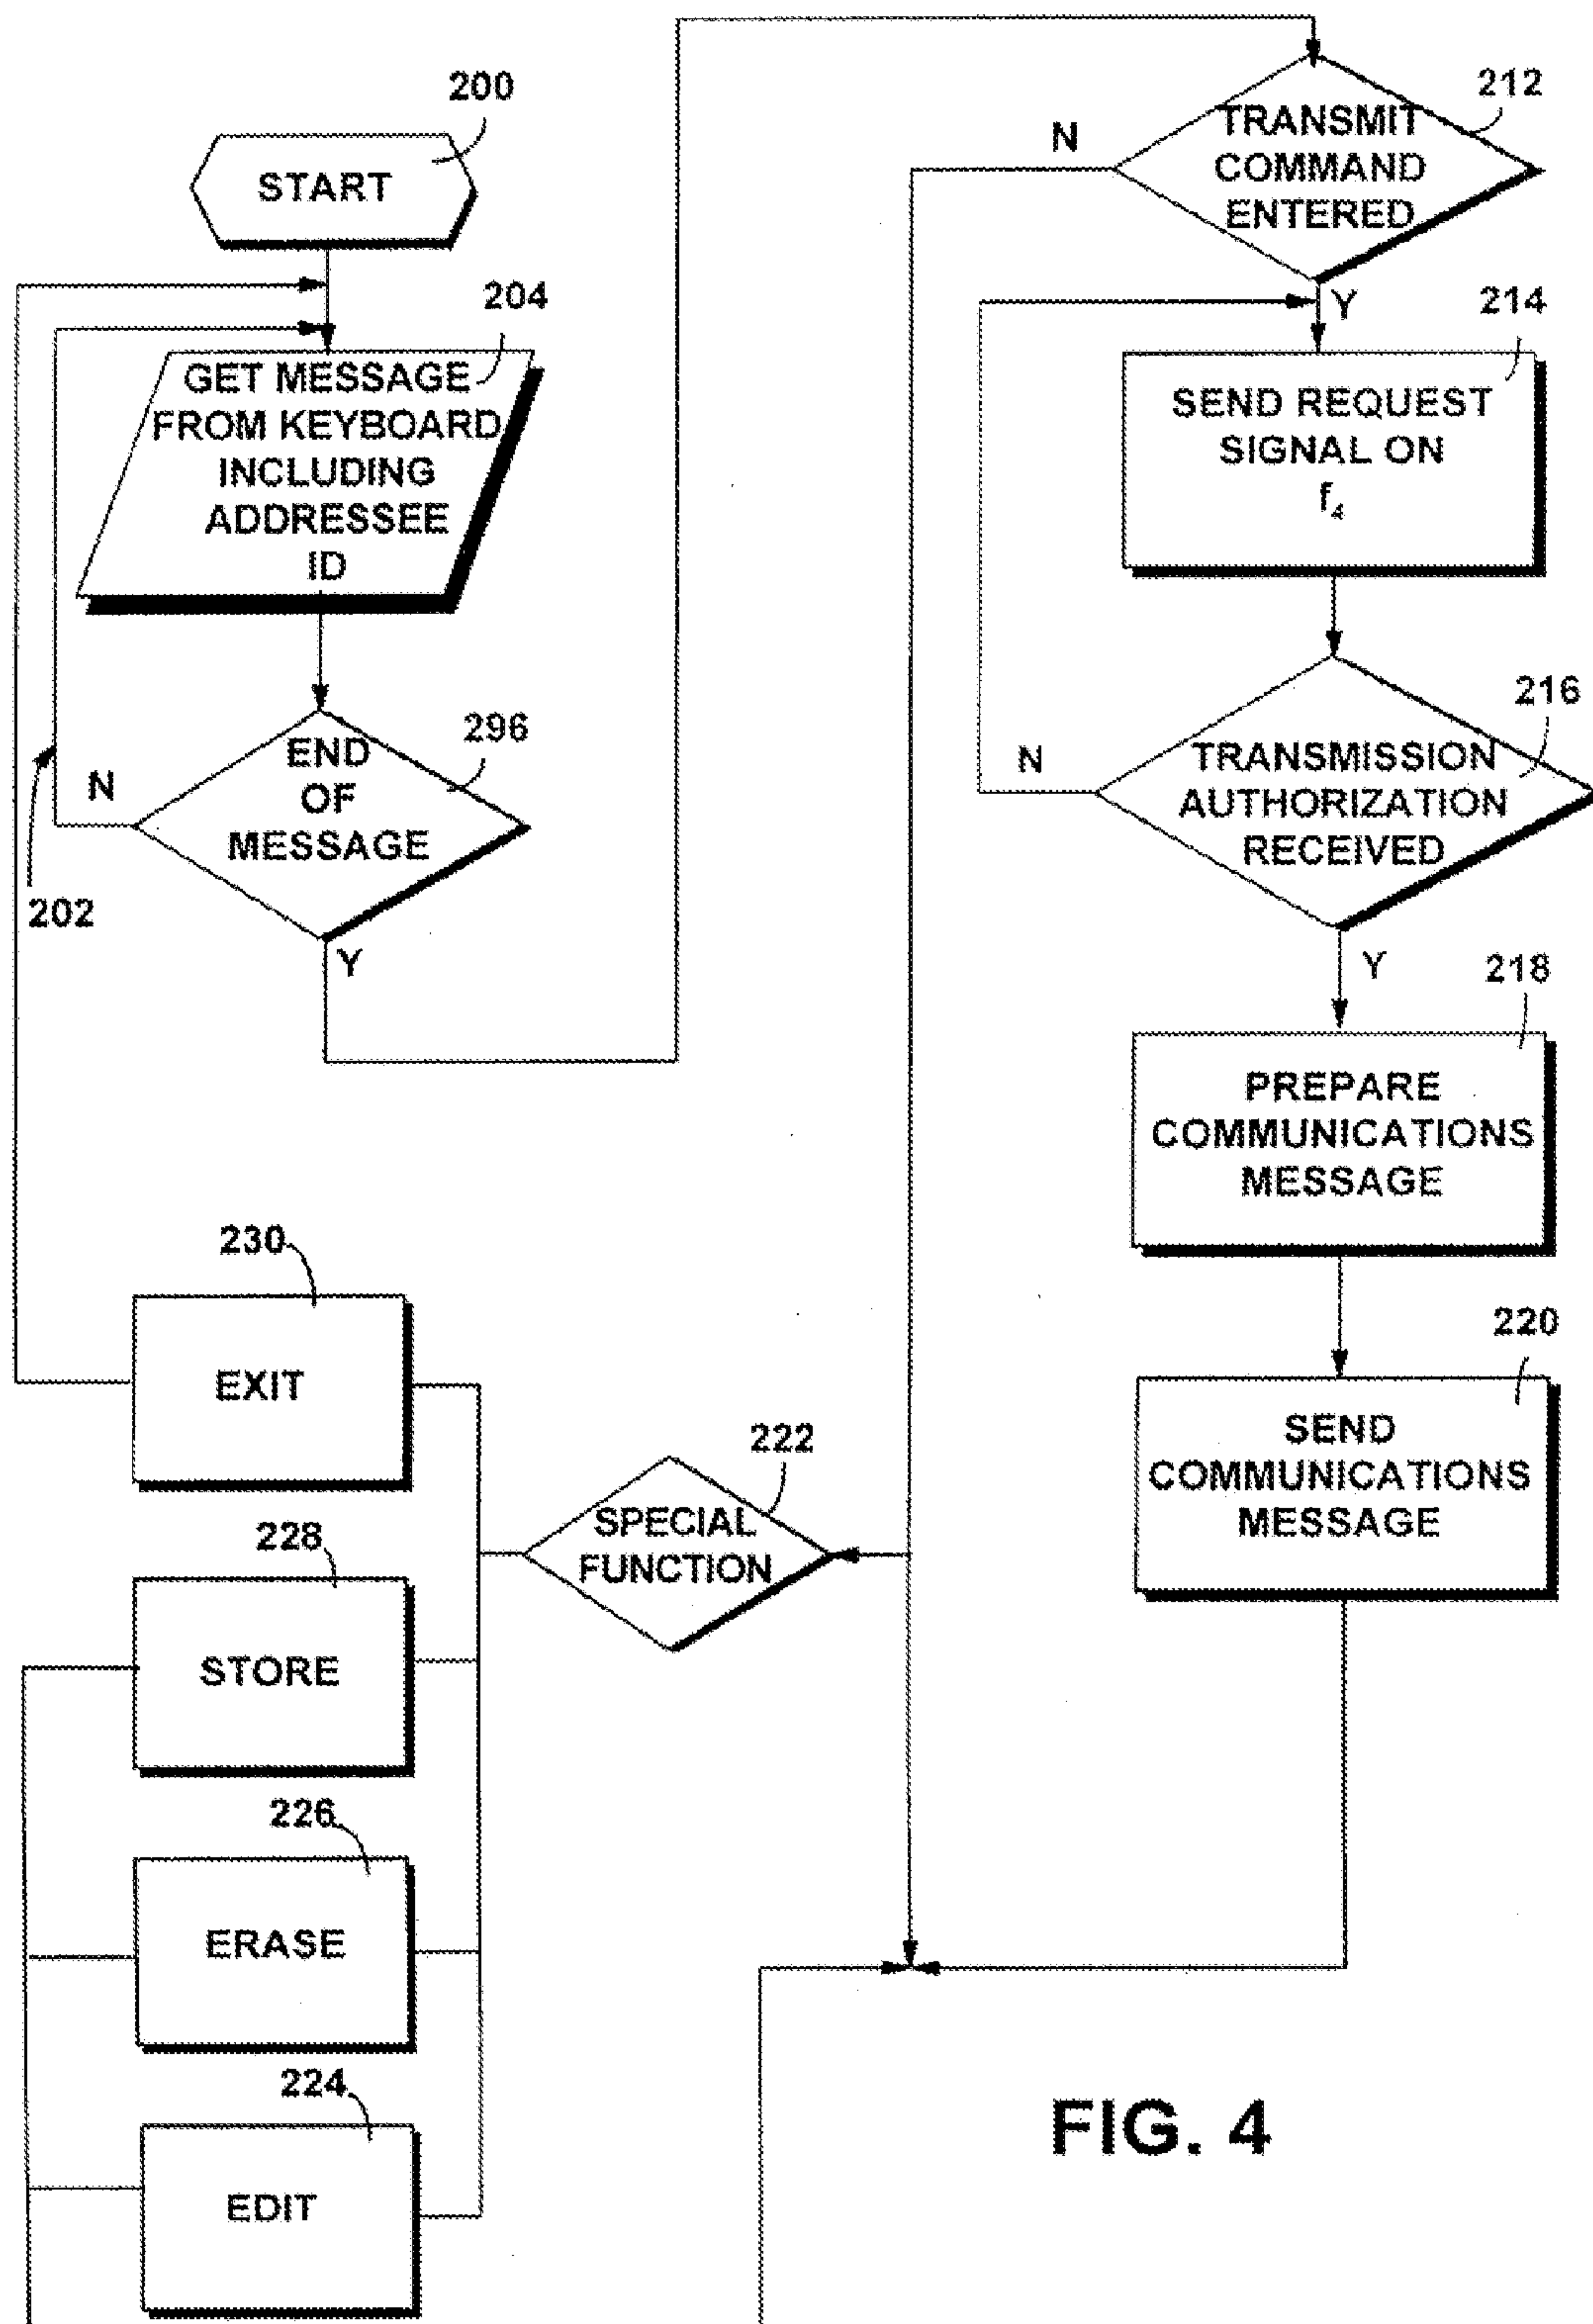 200
START
204
GET MESSAGE
FROM KEYBOARD
INCLUDING
ADDRESSEE
ID
296
END
OF
MESSAGE
N
202
Y
212
TRANSMIT
COMMAND
ENTERED
N
Y
214
SEND REQUEST
SIGNAL ON
f4
216
TRANSMISSION
AUTHORIZATION
RECEIVED
N
Y
218
PREPARE
COMMUNICATIONS
MESSAGE
220
SEND
COMMUNICATIONS
MESSAGE
222
SPECIAL
FUNCTION
230
EXIT
228
STORE
226
ERASE
224
EDIT
FIG. 4